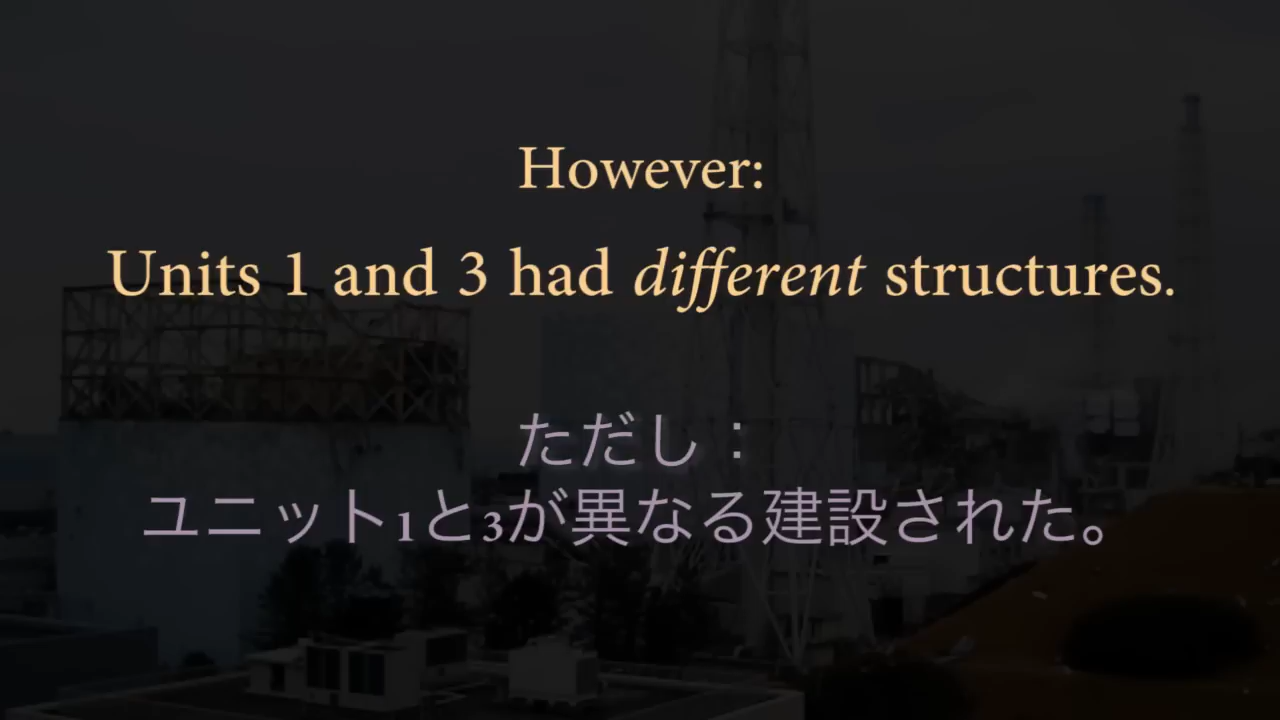 However:
Units 1 and 3 had different structures.
ただし：
ユニット1と3が異なる建設された。